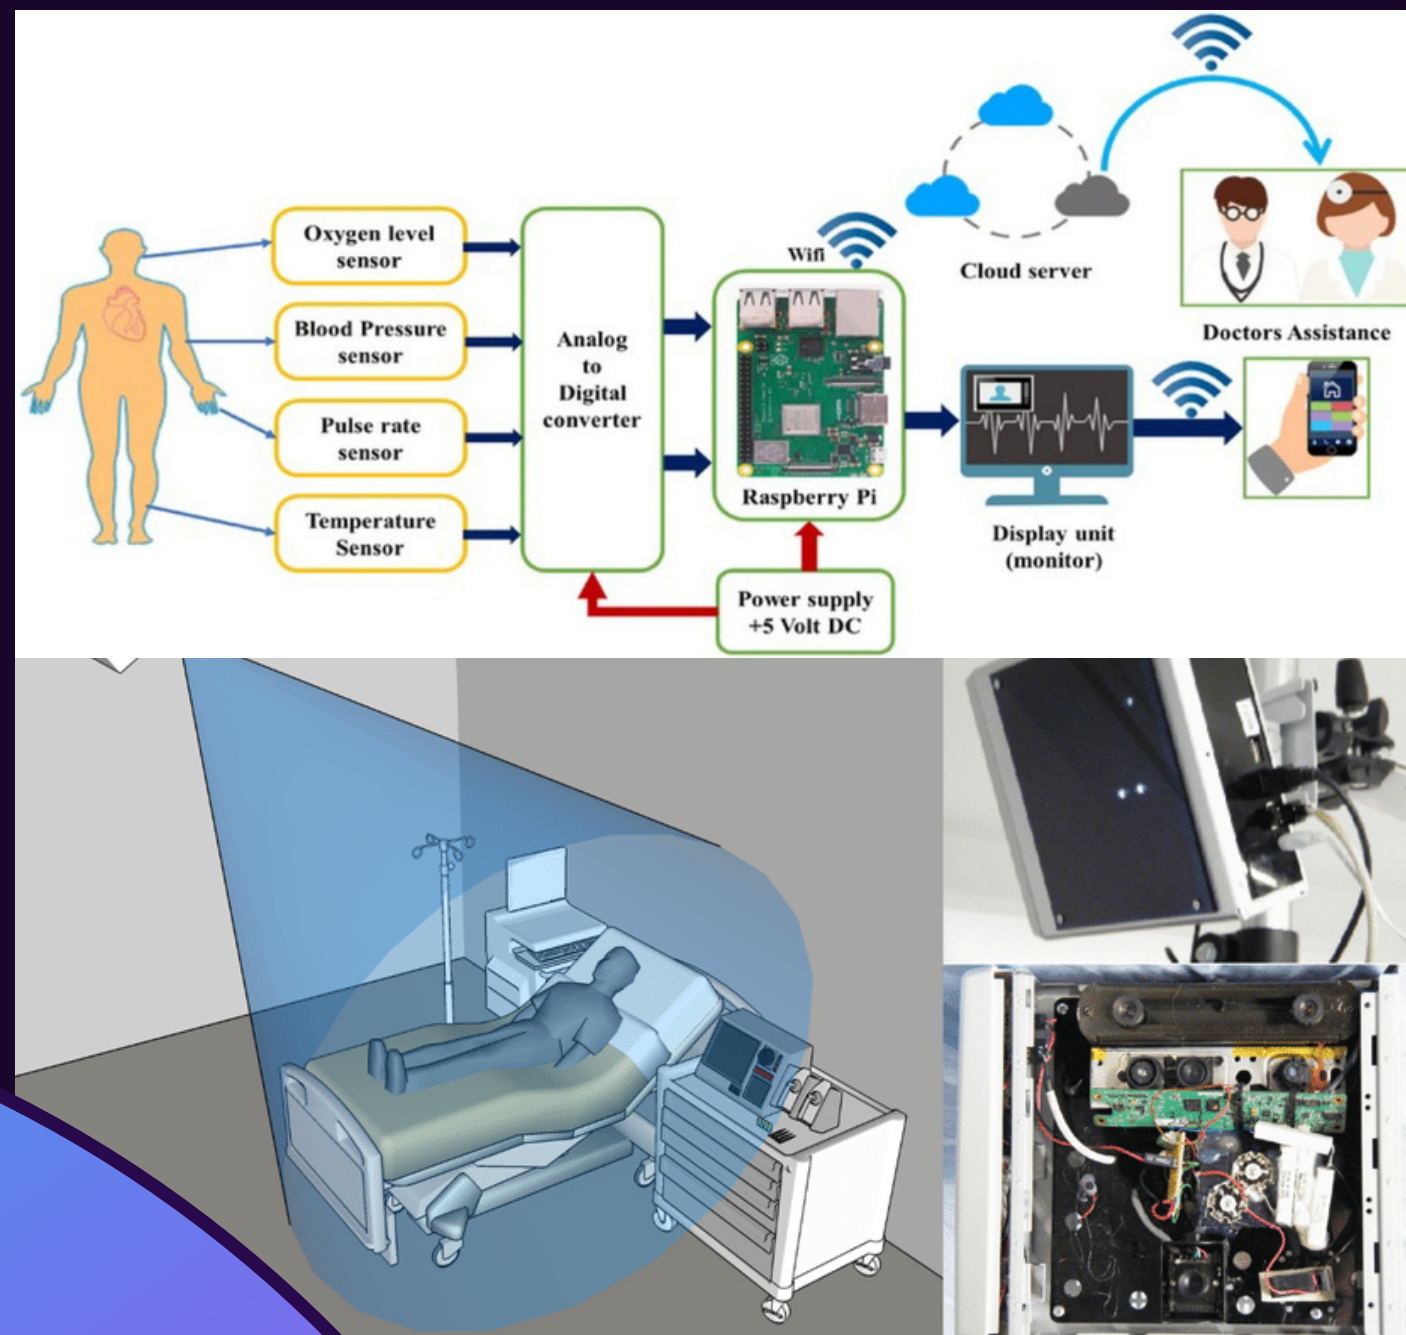 Oxygen level
sensor
Blood Pressure
sensor
Pulse rate
sensor
Temperature
Sensor
Analog
to
Digital
converter
Wifi
Raspberry Pi
Power supply
+5 Volt DC
Cloud server
Doctors Assistance
Display unit
(monitor)